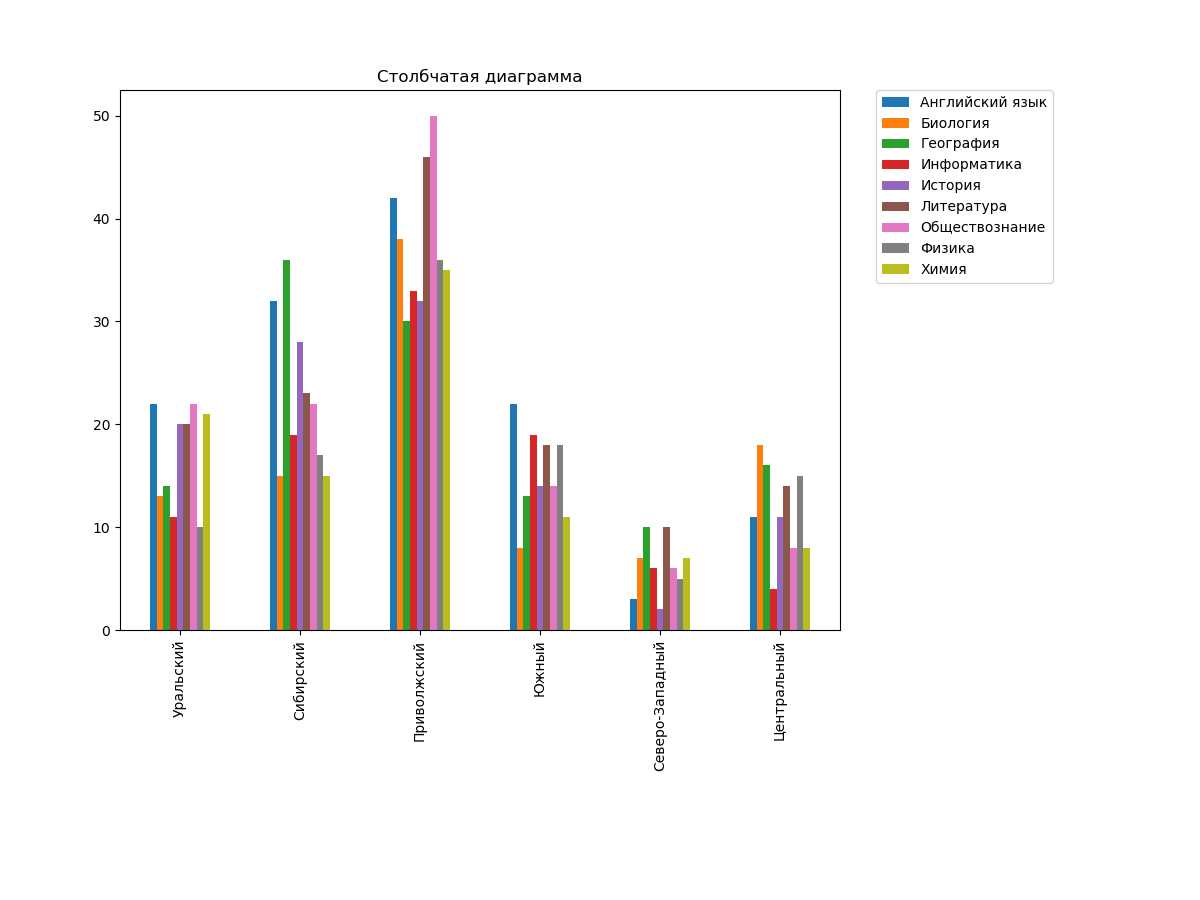 Столбчатая диаграмма
50
40
30
20
10
0
Уральский
Сибирский
Приволжский
Южный
Северо-Западный
Центральный
Английский язык
Биология
География
Информатика
История
Литература
Обществознание
Физика
Химия